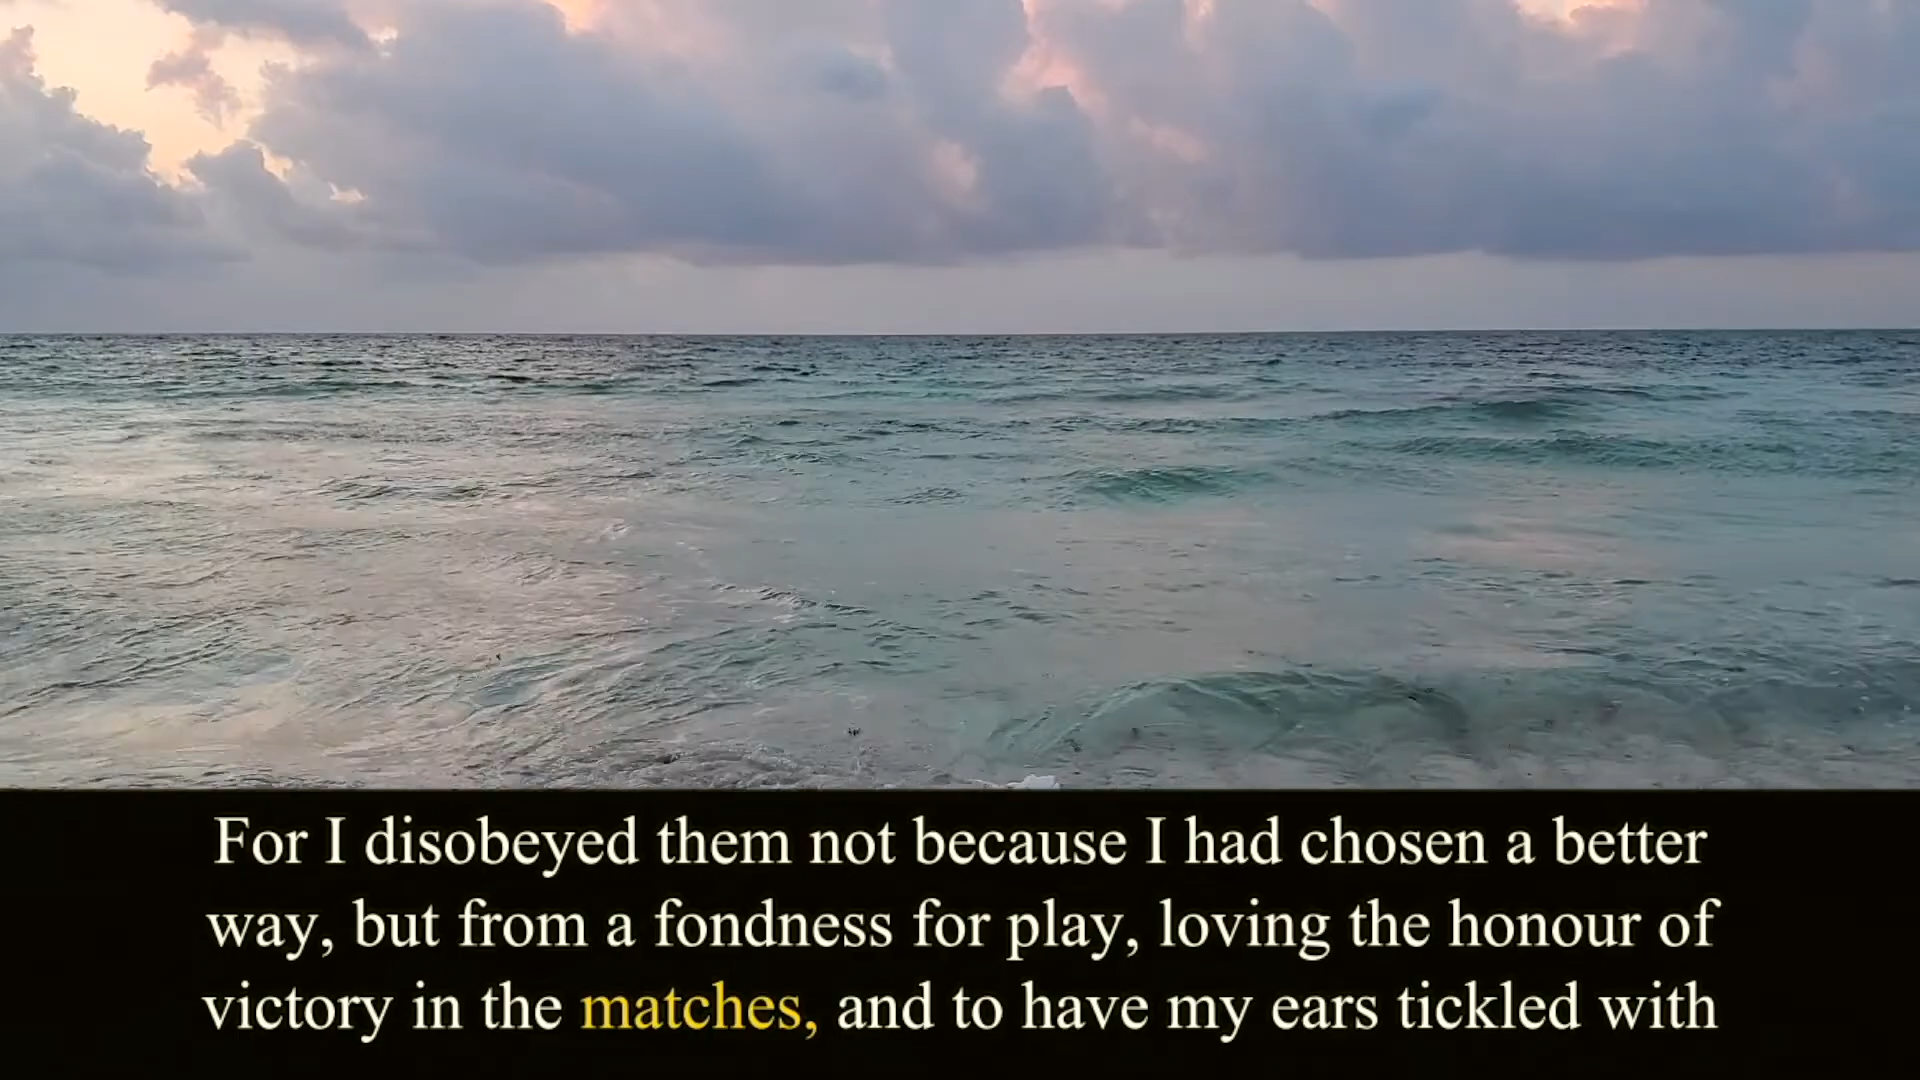 For I disobeyed them not because I had chosen a better
way, but from a fondness for play, loving the honour of
victory in the matches, and to have my ears tickled with